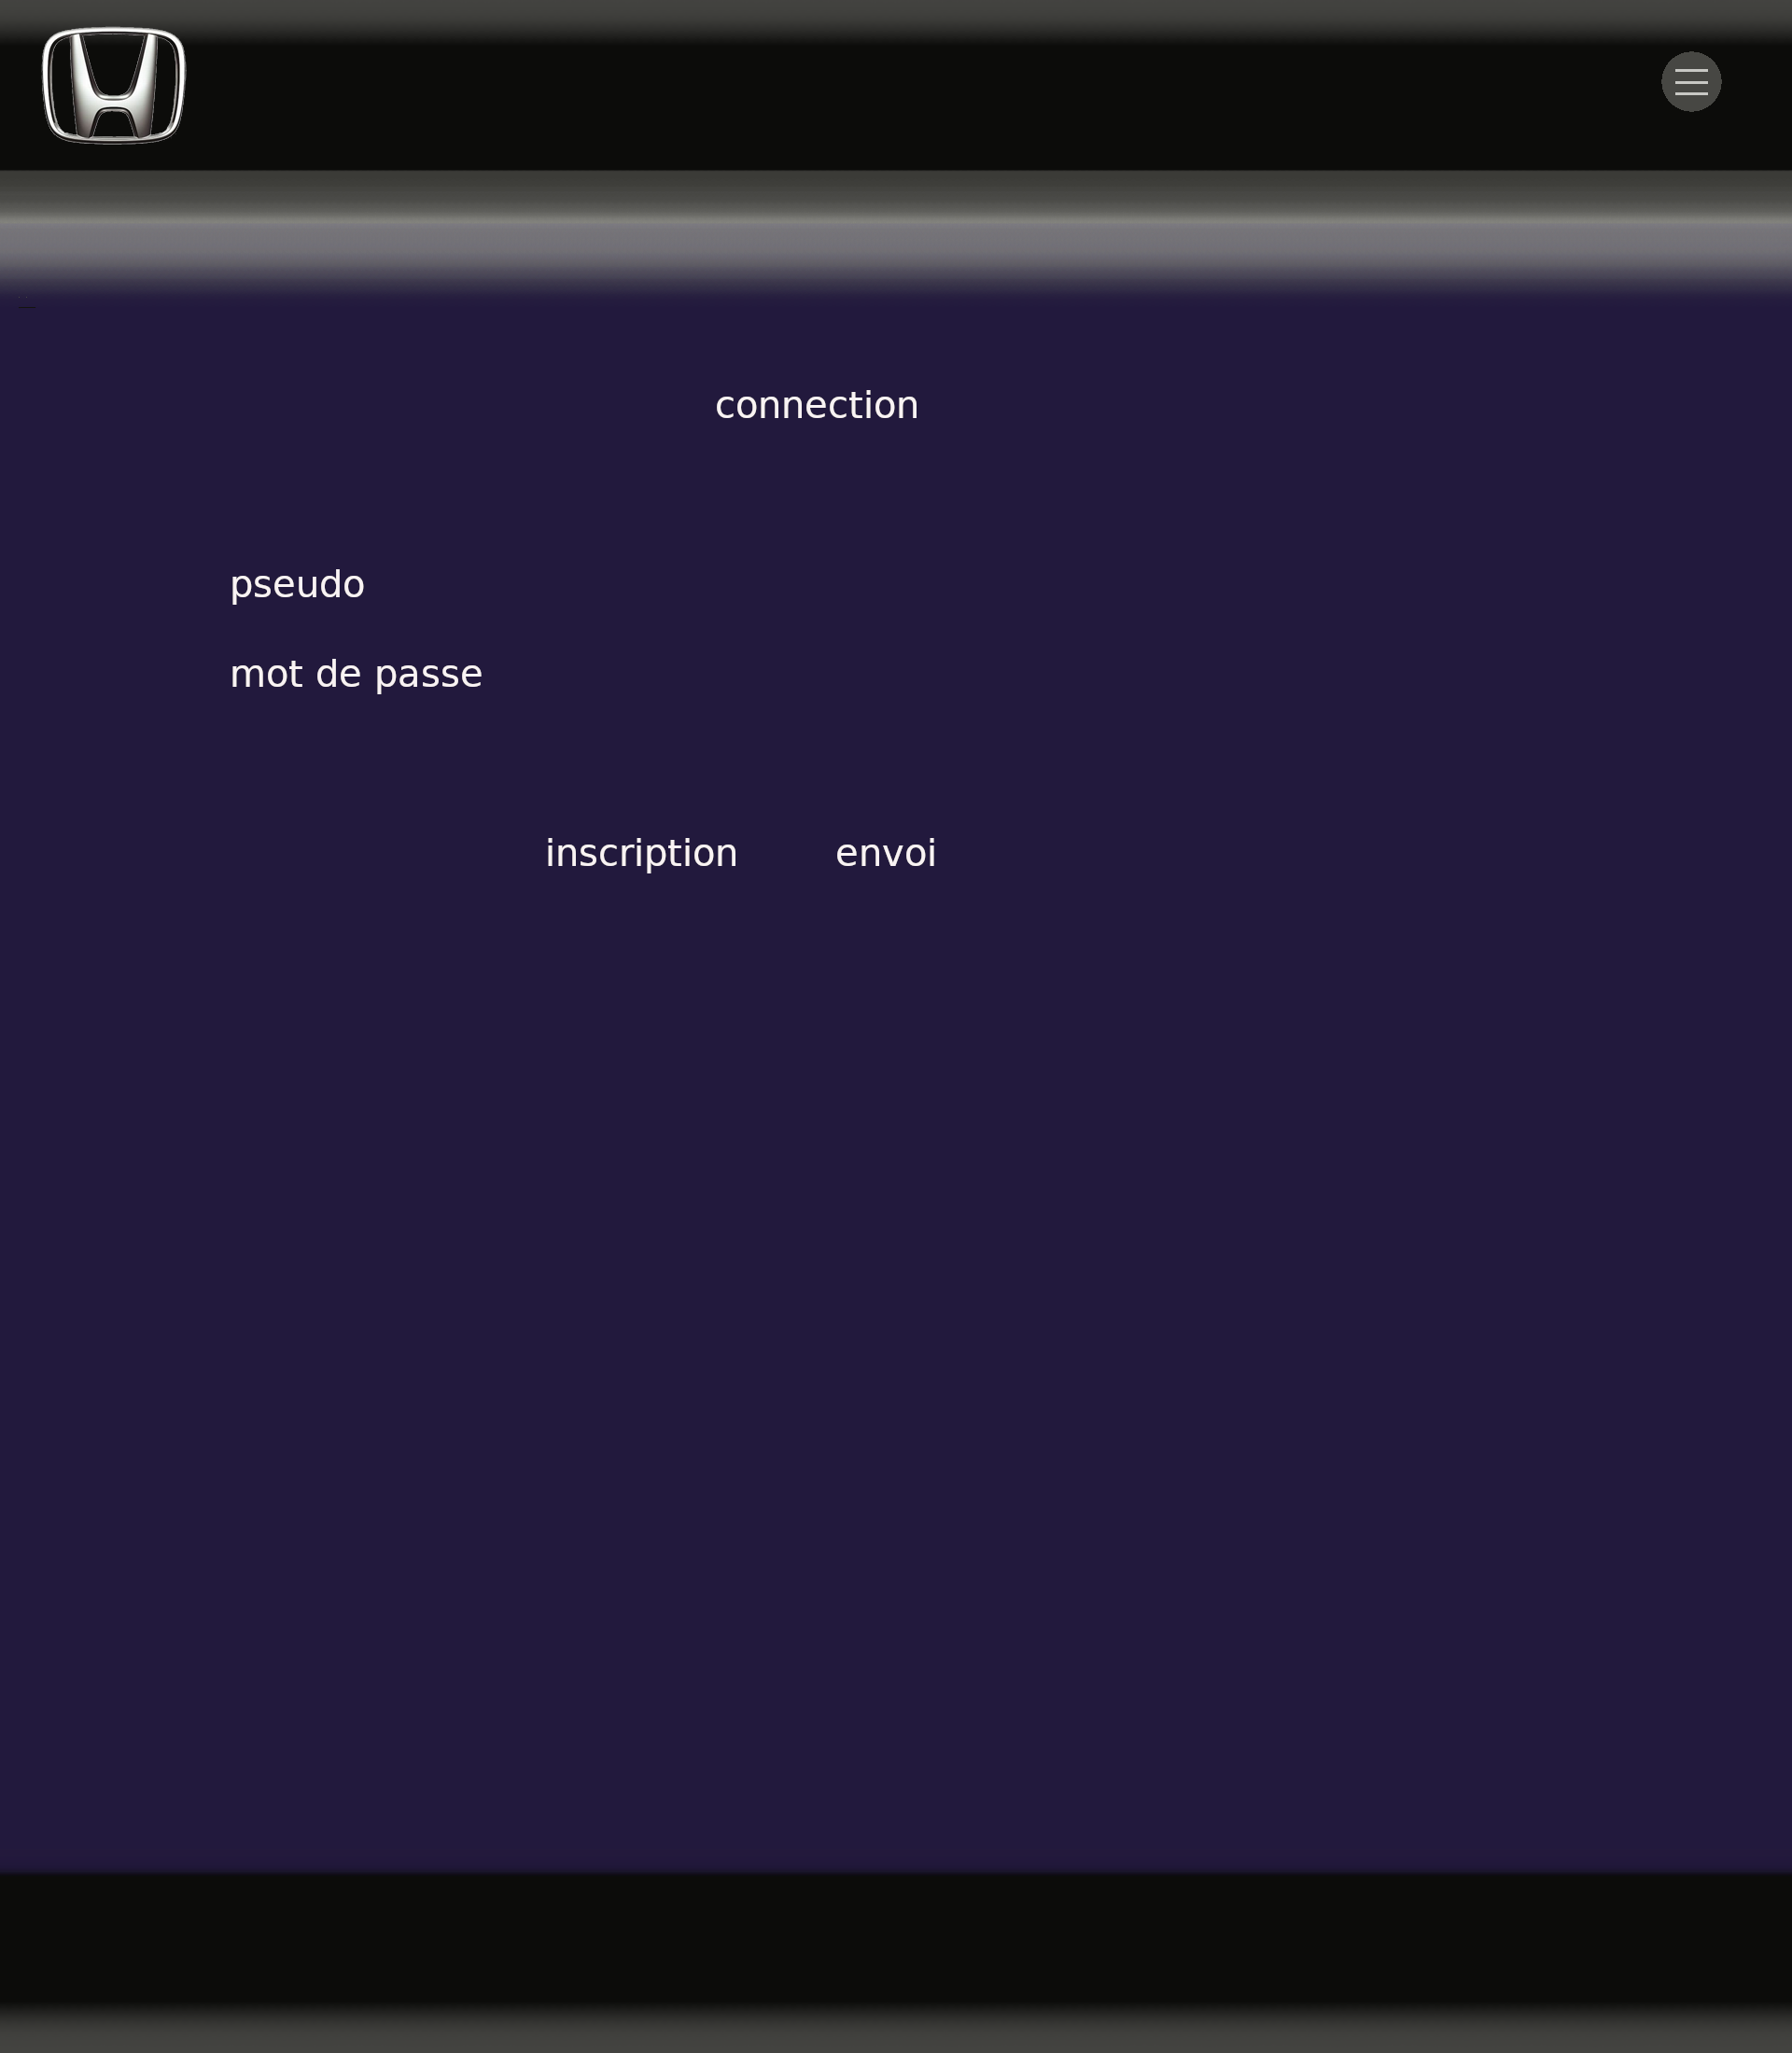 connection
pseudo
mot de passe
inscription envoi